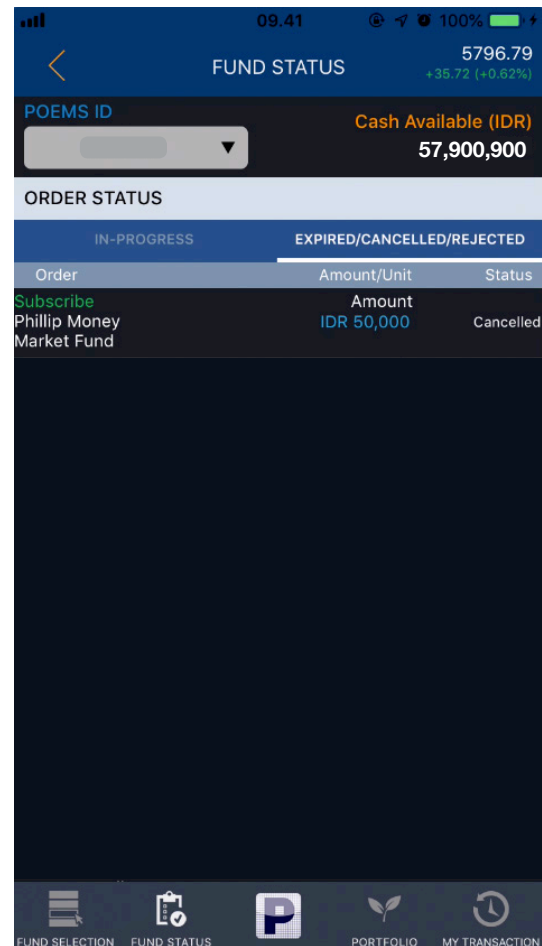 09.41 100%
FUND STATUS 5796.79
+35.72 (+0.62%)
POEMS ID Cash Available (IDR)
57,900,900
ORDER STATUS
IN-PROGRESS EXPIRED/CANCELLED/REJECTED
Order Amount/Unit Status
Subscribe Amount
Phillip Money IDR 50,000 Cancelled
Market Fund
P
FUND SELECTION FUND STATUS PORTFOLIO MY TRANSACTION